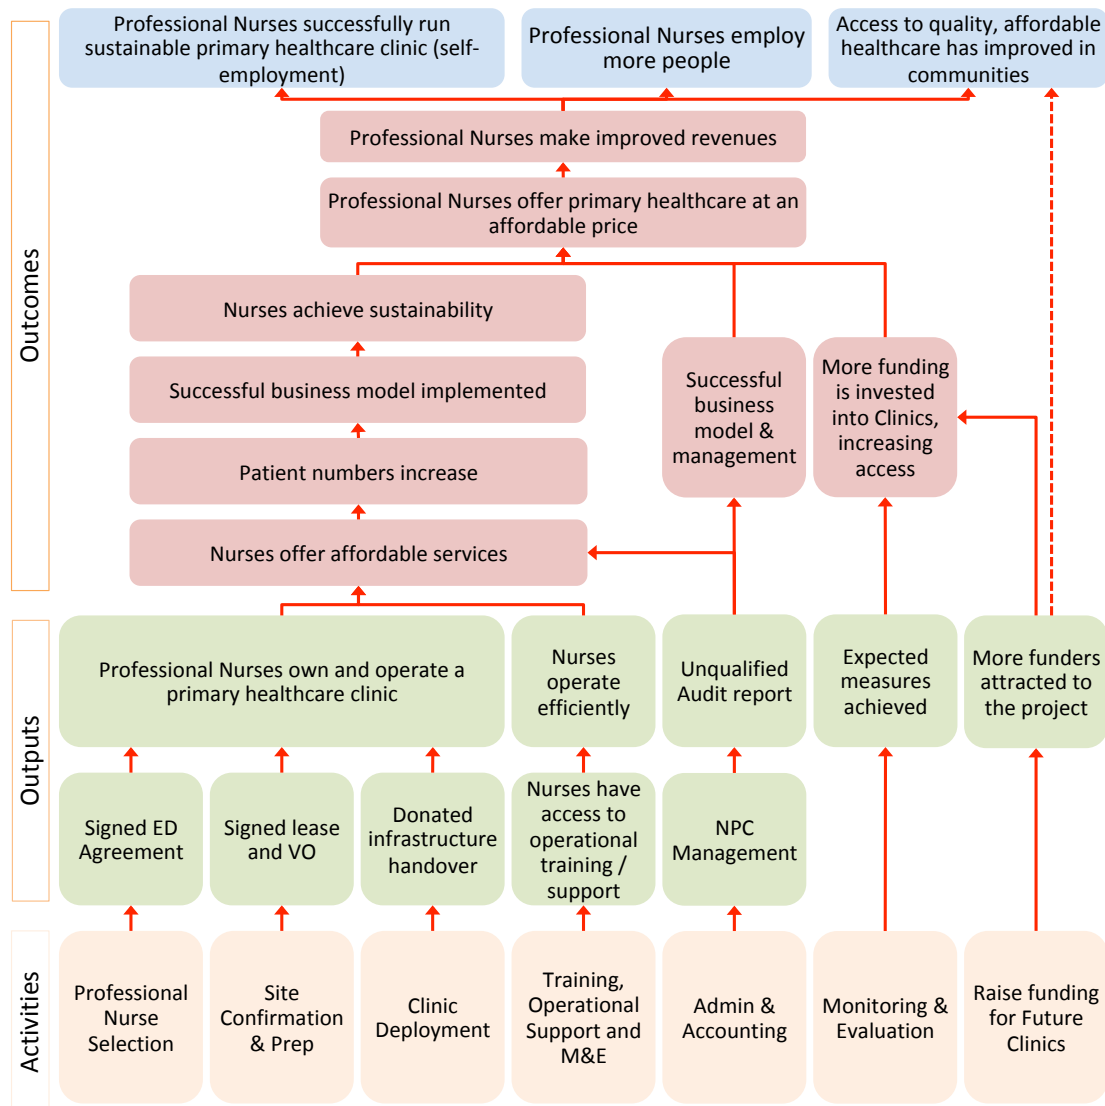 Professional Nurses successfully run
sustainable primary healthcare clinic (self-
employment)
Professional Nurses employ
more people
Access to quality, affordable
healthcare has improved in
communities
Professional Nurses make improved revenues
Professional Nurses offer primary healthcare at an
affordable price
Outcomes
Nurses achieve sustainability
Successful business model implemented
Successful
business
model &
management
More funding
is invested
into Clinics,
increasing
access
Patient numbers increase
Nurses offer affordable services
Outputs
Professional Nurses own and operate a
primary healthcare clinic
Nurses
operate
efficiently
Unqualified
Audit report
Expected
measures
achieved
More funders
attracted to
the project
Signed ED
Agreement
Signed lease
and VO
Donated
infrastructure
handover
Nurses have
access to
operational
training /
support
NPC
Management
Activities
Professional
Nurse
Selection
Site
Confirmation
& Prep
Clinic
Deployment
Training,
Operational
Support and
M&E
Admin &
Accounting
Monitoring &
Evaluation
Raise funding
for Future
Clinics